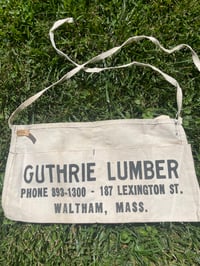 GUTHRIE LUMBER
PHONE 893-1300 - 187 LEXINGTON ST.
WALTHAM, MASS.